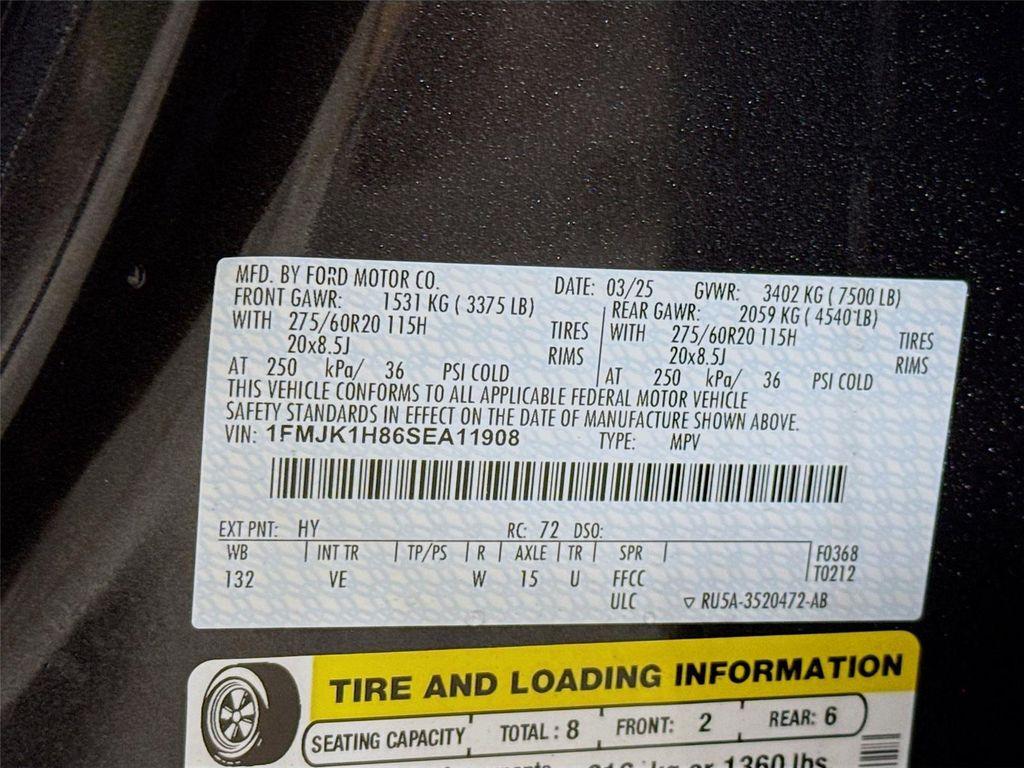 MFD. BY FORD MOTOR CO. DATE: 03/25 GVWR: 3402 KG ( 7500 LB)
FRONT GAWR: 1531 KG ( 3375 LB) REAR GAWR: 2059 KG ( 4540 LB)
WITH 275/60R20 115H TIRES WITH 275/60R20 115H TIRES
20x8.5J RIMS 20x8.5J RIMS
AT 250 kPa/ 36 PSI COLD AT 250 kPa/ 36 PSI COLD
THIS VEHICLE CONFORMS TO ALL APPLICABLE FEDERAL MOTOR VEHICLE
SAFETY STANDARDS IN EFFECT ON THE DATE OF MANUFACTURE SHOWN ABOVE.
VIN: 1FMJK1H86SEA11908 TYPE: MPV
EXT PNT: HY RC: 72 DSO:
WB INT TR TP/PS R AXLE TR SPR F0368
132 VE W 15 U FFCC T0212
ULC ▽ RU5A-3520472-AB
TIRE AND LOADING INFORMATION
SEATING CAPACITY TOTAL : 8 FRONT: 2 REAR: 6
kg or 1360 lbs